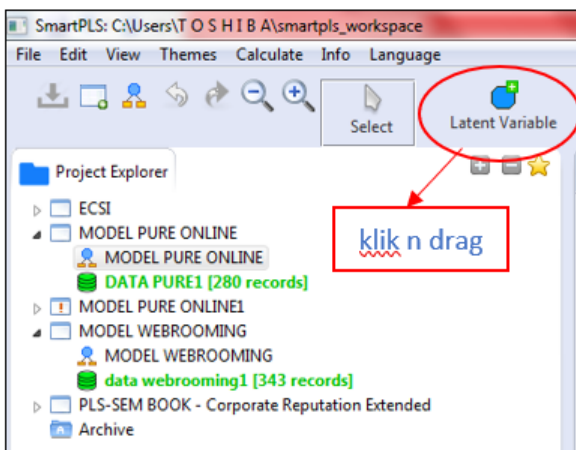 SmartPLS: C:\Users\T O S H I B A\smartpls_workspace
File Edit View Themes Calculate Info Language
Select
Latent Variable
Project Explorer
klik n drag
ECSI
MODEL PURE ONLINE
MODEL PURE ONLINE
DATA PURE1 [280 records]
MODEL PURE ONLINE1
MODEL WEBROOMING
MODEL WEBROOMING
data webrooming1 [343 records]
PLS-SEM BOOK - Corporate Reputation Extended
Archive